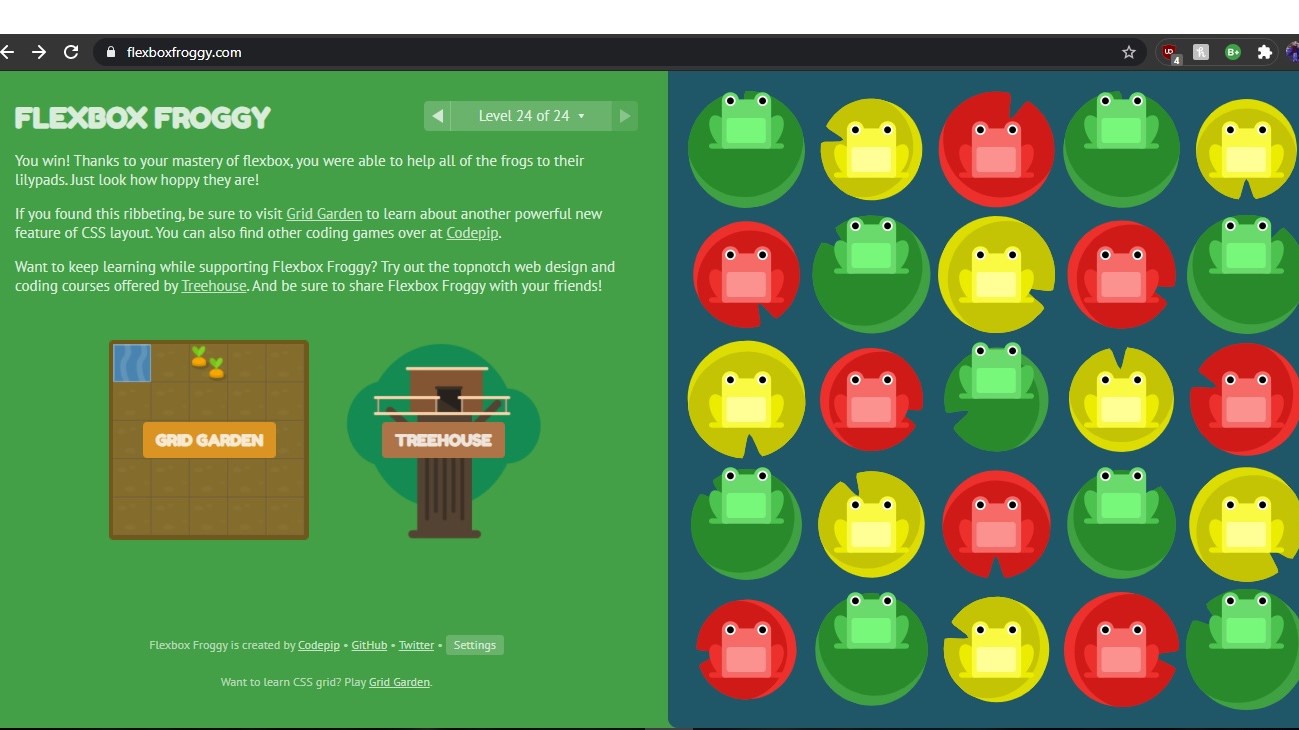 flexboxfroggy.com
4
B+
FLEXBOX FROGGY
Level 24 of 24
You win! Thanks to your mastery of flexbox, you were able to help all of the frogs to their
lilypads. Just look how hoppy they are!
If you found this ribbeting, be sure to visit Grid Garden to learn about another powerful new
feature of CSS layout. You can also find other coding games over at Codepip.
Want to keep learning while supporting Flexbox Froggy? Try out the topnotch web design and
coding courses offered by Treehouse. And be sure to share Flexbox Froggy with your friends!
GRID GARDEN
TREEHOUSE
Flexbox Froggy is created by Codepip • GitHub • Twitter • Settings
Want to learn CSS grid? Play Grid Garden.